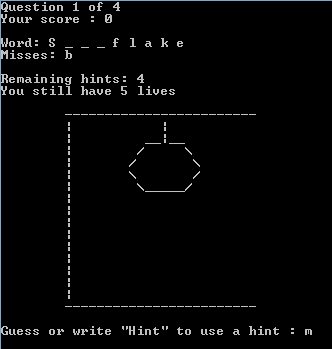 Question 1 of 4
Your score : 0
Word: S _ _ _ f l a k e
Misses: b
Remaining hints: 4
You still have 5 lives
Guess or write "Hint" to use a hint : m